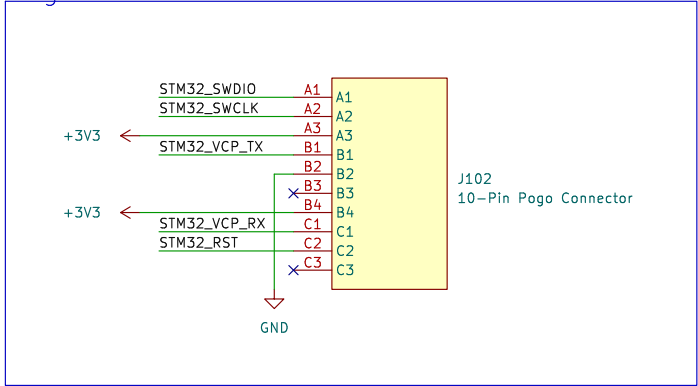 STM32_SWDIO A1 A1
STM32_SWCLK A2 A2
+3V3 A3 A3
STM32_VCP_TX B1 B1
B2 B2
B3 B3
+3V3 B4 B4
STM32_VCP_RX C1 C1
STM32_RST C2 C2
C3 C3
J102
10-Pin Pogo Connector
GND